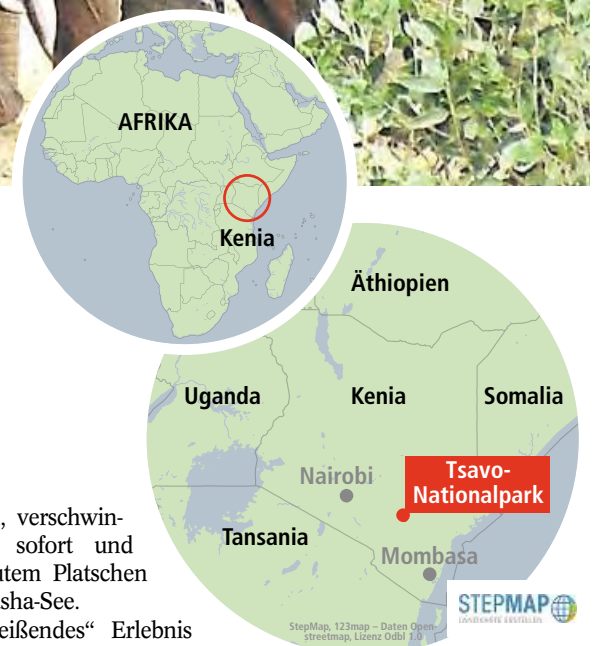 AFRIKA
Kenia
Äthiopien
Uganda
Kenia
Somalia
Nairobi
Tsavo-
Nationalpark
Tansania
Mombasa
StepMap, 123map – Daten Open-
streetmap, Lizenz Odbl 1.0
STEPMAP
, verschwin-
sofort und
utem Platschen
sha-See.
eißendes“ Erlebnis